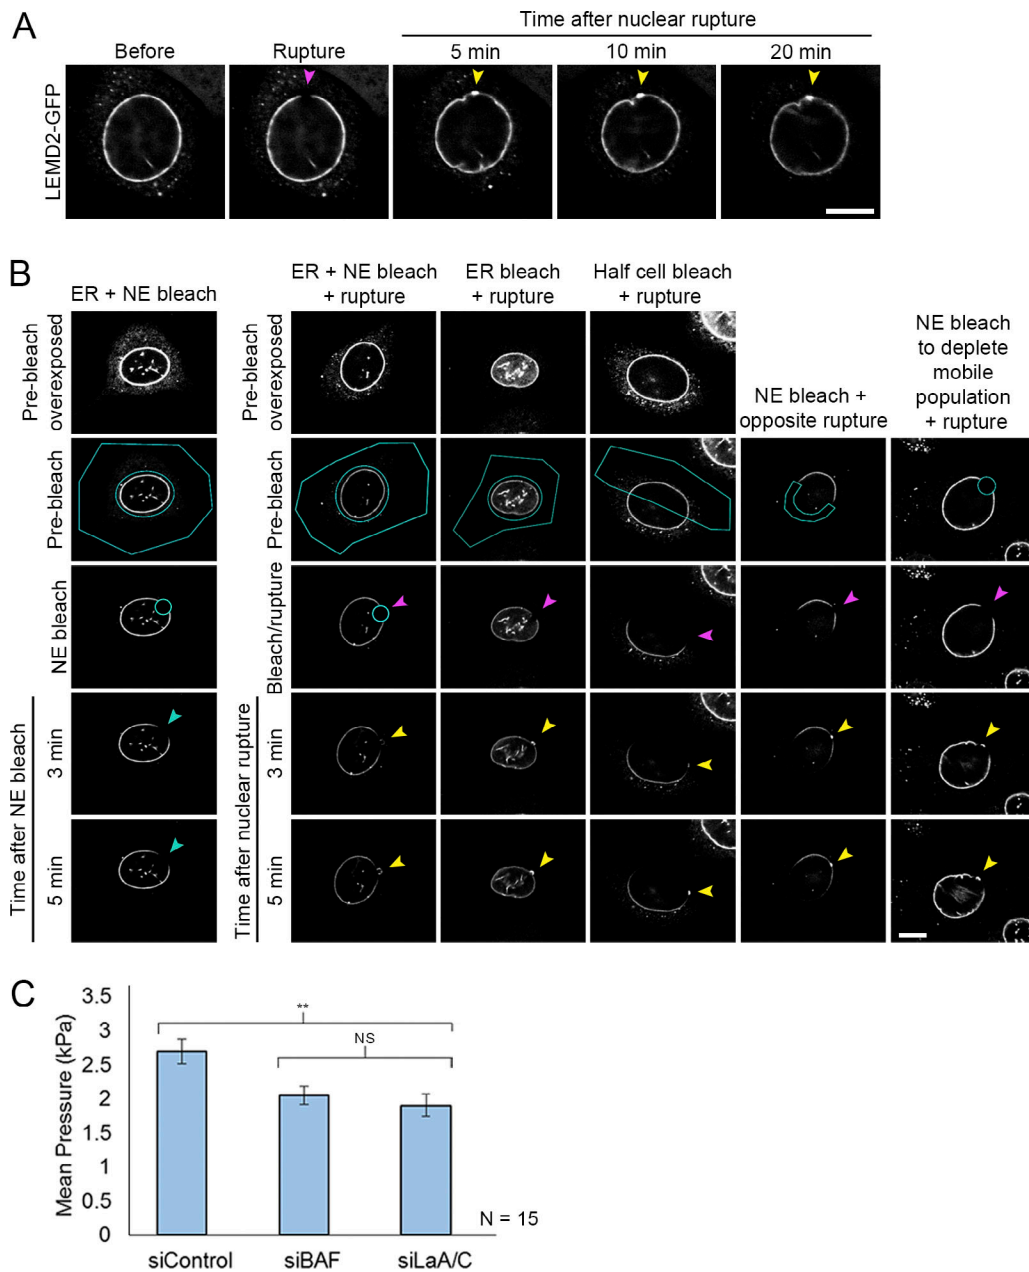 A
Time after nuclear rupture
Before
Rupture
5 min
10 min
20 min
LEMD2-GFP
B
ER + NE bleach
ER + NE bleach
+ rupture
ER bleach
+ rupture
Half cell bleach
+ rupture
NE bleach +
opposite rupture
NE bleach
to deplete
mobile
population
+ rupture
Pre-bleach
overexposed
Pre-bleach
NE bleach
Time after NE bleach
3 min
5 min
Pre-bleach
overexposed
Pre-bleach
Bleach/rupture
Time after nuclear rupture
3 min
5 min
C
Mean Pressure (kPa)
3.5
3
2.5
2
1.5
1
0.5
0
**
NS
N = 15
siControl
siBAF
siLaA/C